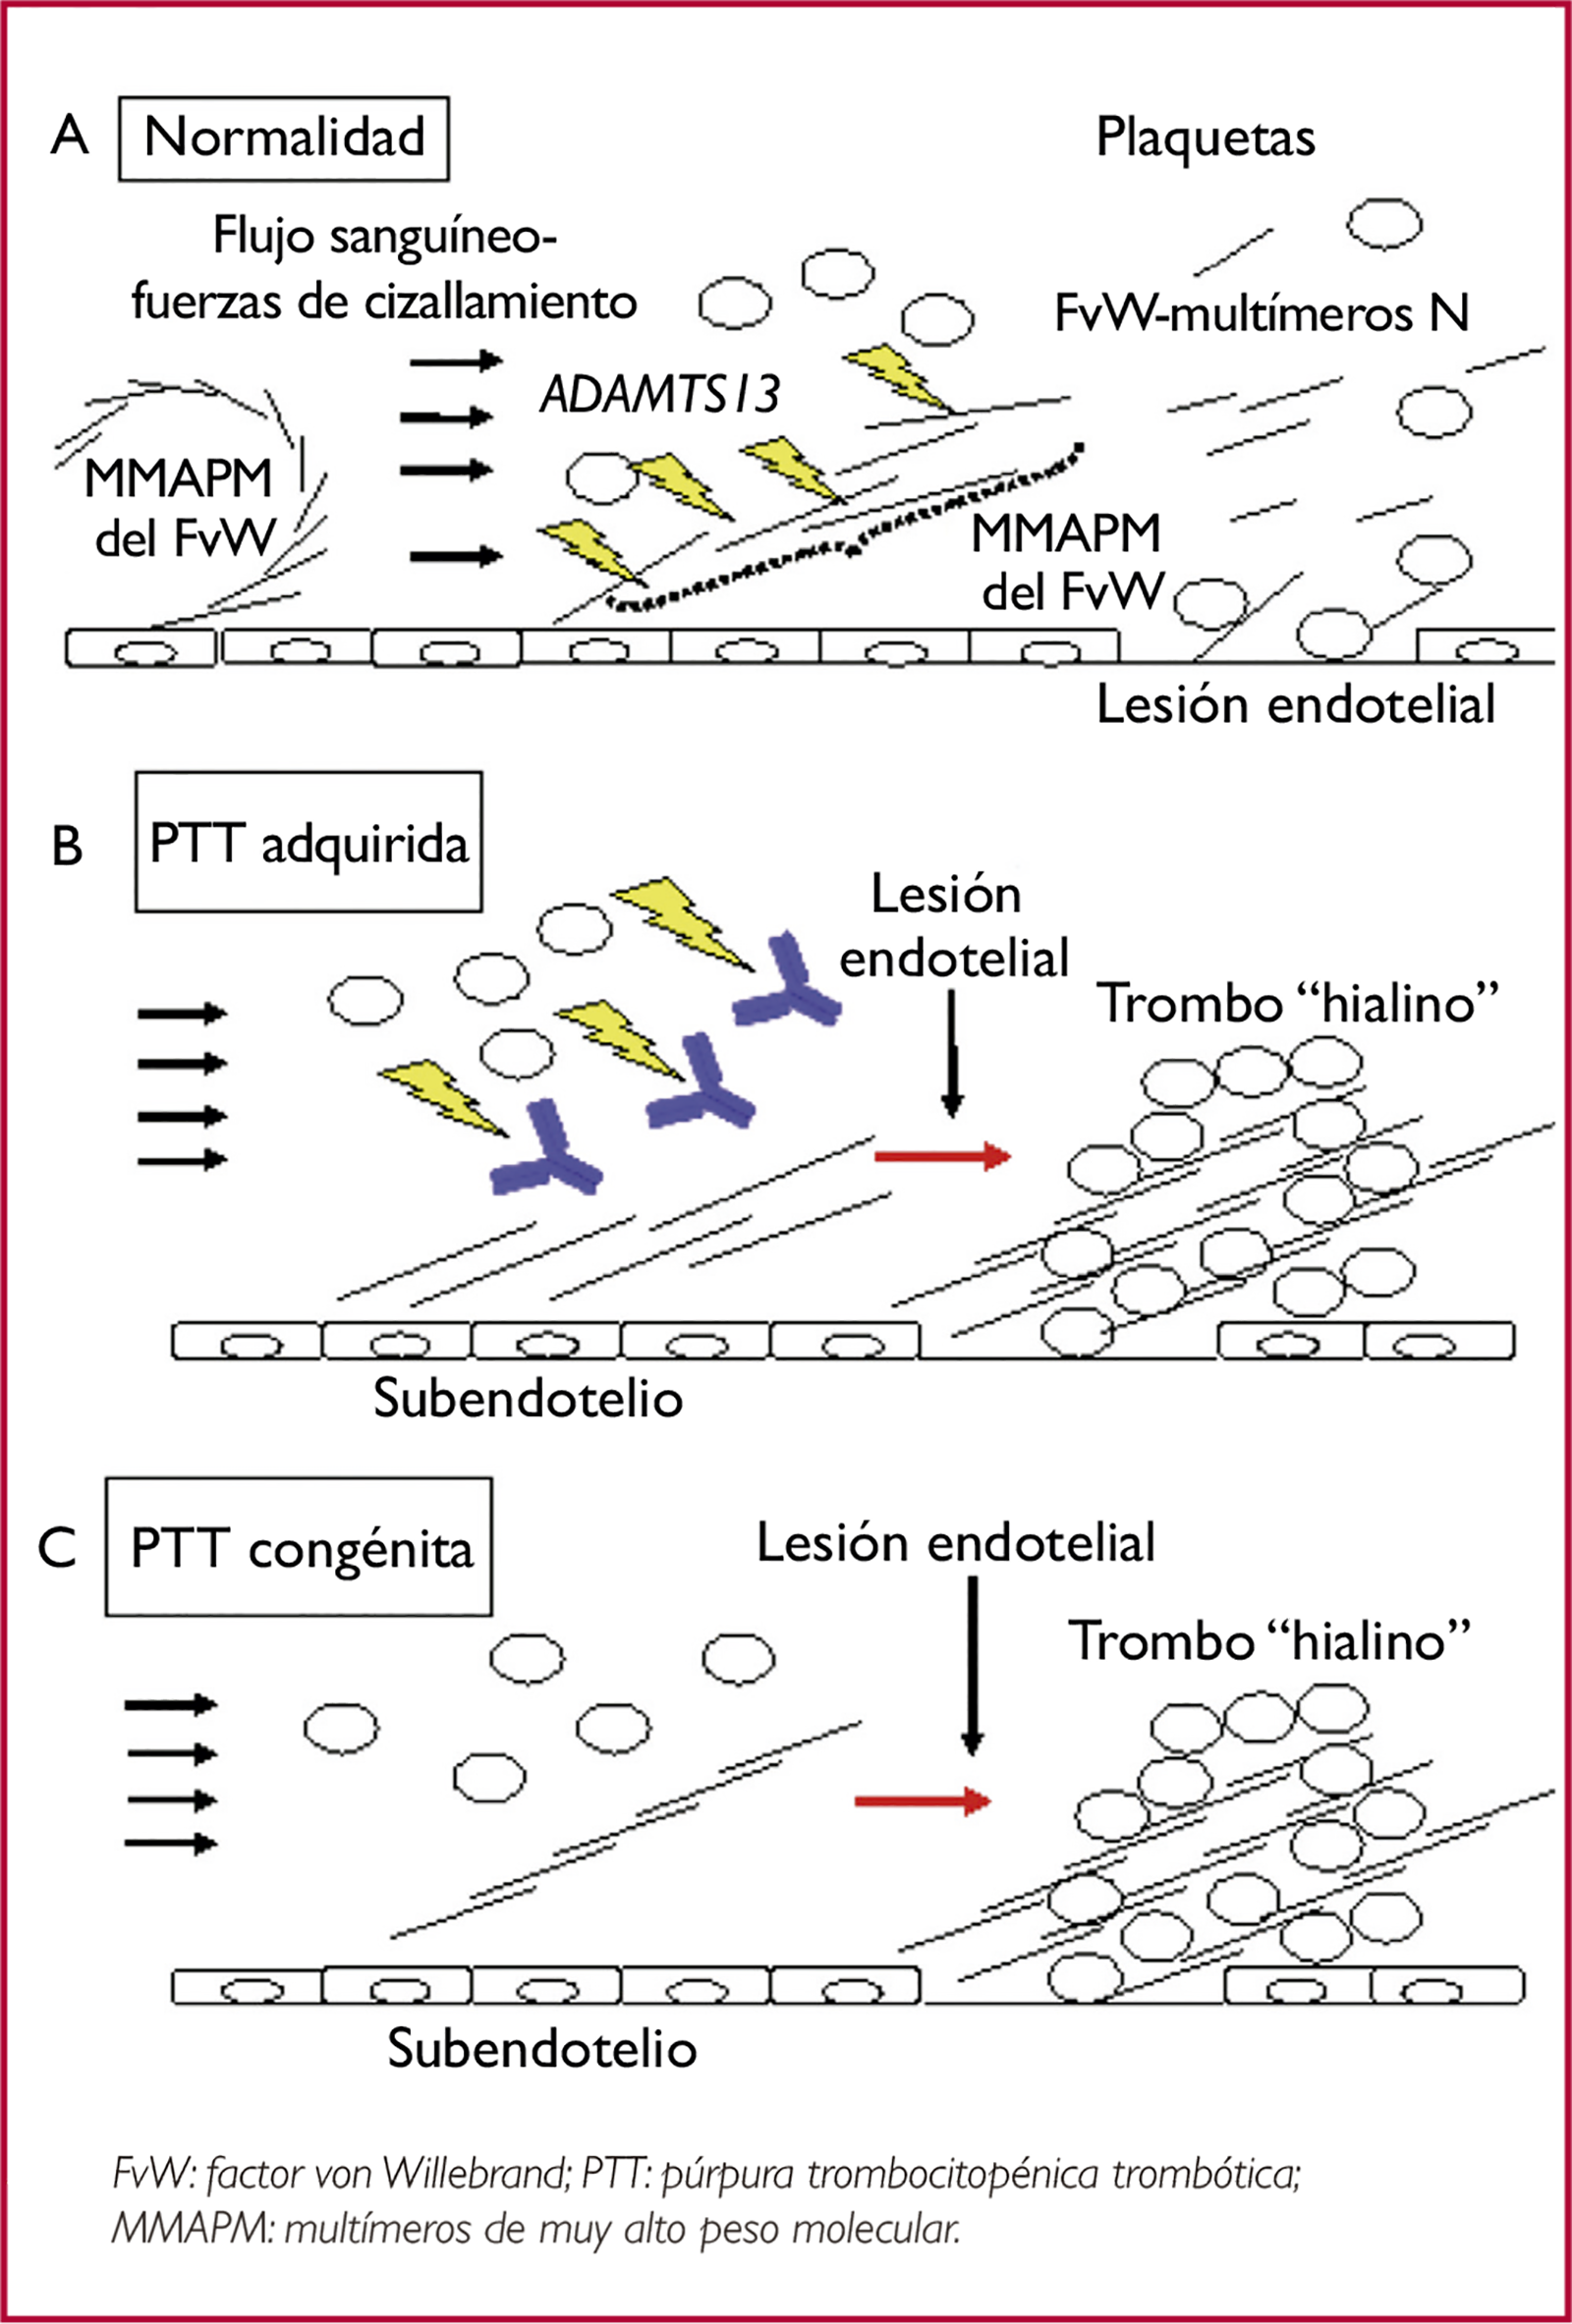 A
Normalidad
Plaquetas
Flujo sanguíneo-
fuerzas de cizallamiento
FvW-multímeros N
ADAMTS13
MMAPM
del FvW
MMAPM
del FvW
Lesión endotelial
B
PTT adquirida
Lesión
endotelial
Trombo “hialino”
Subendotelio
C
PTT congénita
Lesión endotelial
Trombo “hialino”
Subendotelio
FvW: factor von Willebrand; PTT: púrpura trombocitopénica trombótica;
MMAPM: multímeros de muy alto peso molecular.